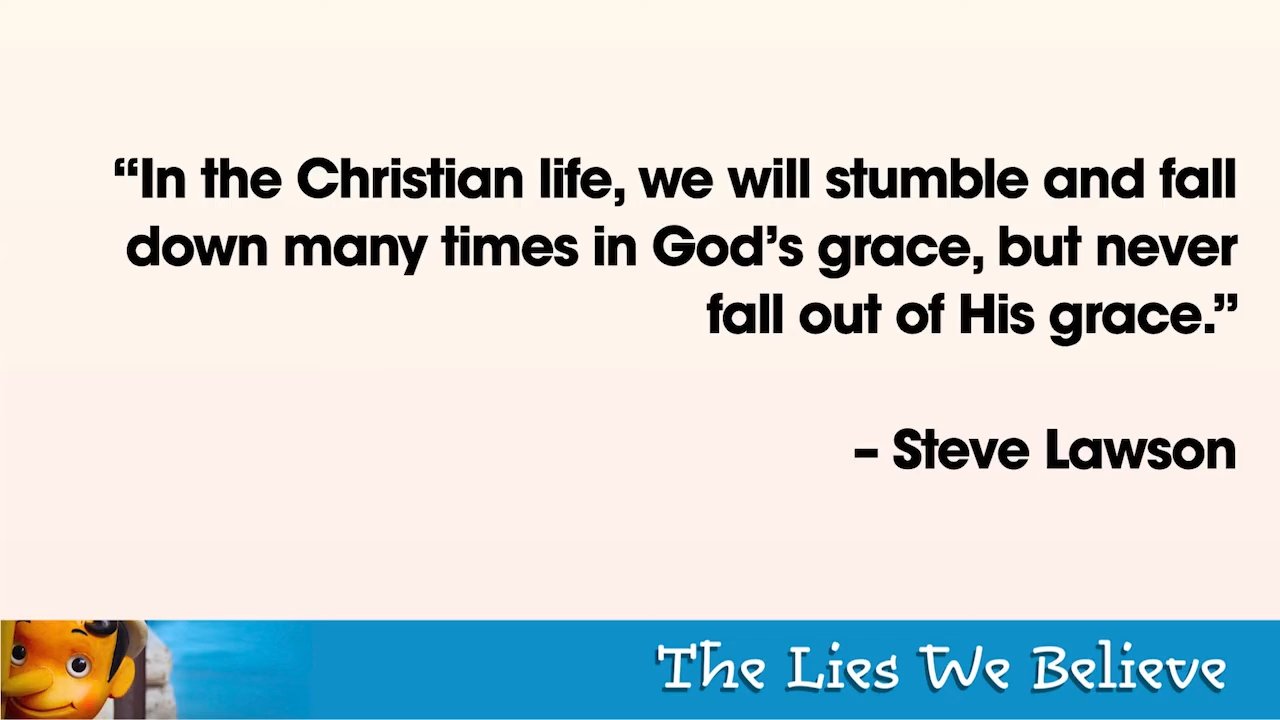 “In the Christian life, we will stumble and fall
down many times in God’s grace, but never
fall out of His grace.”
– Steve Lawson
The Lies We Believe